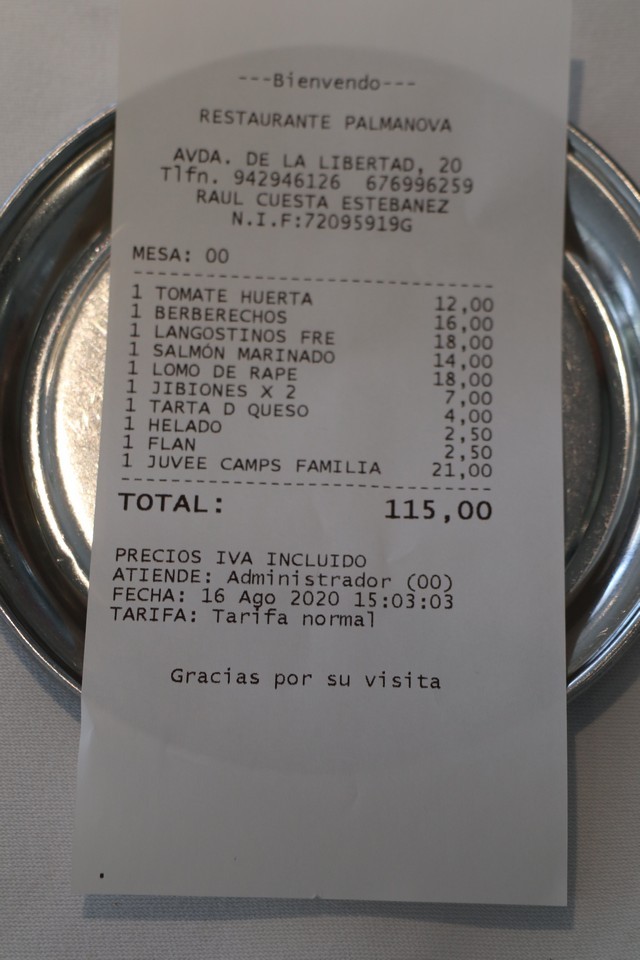 ---Bienvendo---
RESTAURANTE PALMANOVA
AVDA. DE LA LIBERTAD, 20
Tlfn. 942946126 676996259
RAUL CUESTA ESTEBANEZ
N.I.F:72095919G
MESA: 00
1 TOMATE HUERTA 12,00
1 BERBERECHOS 16,00
1 LANGOSTINOS FRE 18,00
1 SALMÓN MARINADO 14,00
1 LOMO DE RAPE 18,00
1 JIBIONES X 2 7,00
1 TARTA D QUESO 4,00
1 HELADO 2,50
1 FLAN 2,50
1 JUVEE CAMPS FAMILIA 21,00
TOTAL: 115,00
PRECIOS IVA INCLUIDO
ATIENDE: Administrador (00)
FECHA: 16 Ago 2020 15:03:03
TARIFA: Tarifa normal
Gracias por su visita